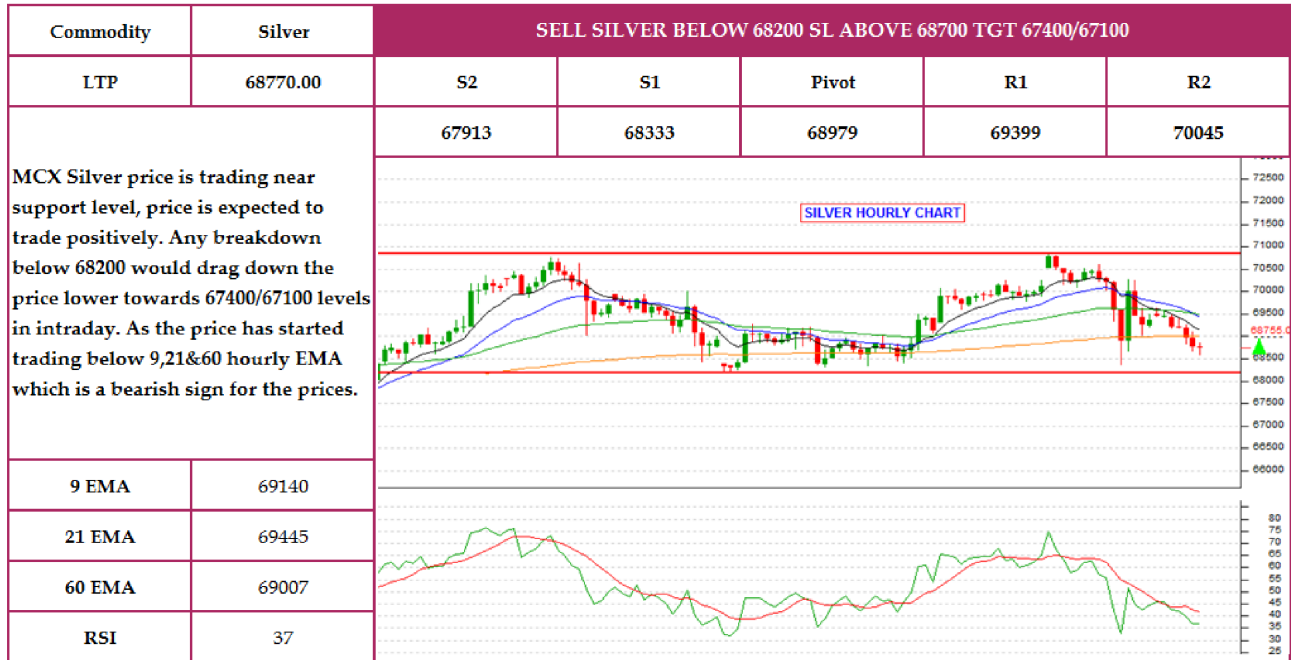 Commodity Silver SELL SILVER BELOW 68200 SL ABOVE 68700 TGT 67400/67100
LTP 68770.00 S2 S1 Pivot R1 R2
67913 68333 68979 69399 70045
MCX Silver price is trading near
support level, price is expected to
trade positively. Any breakdown
below 68200 would drag down the
price lower towards 67400/67100 levels
in intraday. As the price has started
trading below 9,21&60 hourly EMA
which is a bearish sign for the prices.
9 EMA 69140
21 EMA 69445
60 EMA 69007
RSI 37
SILVER HOURLY CHART
72500
72000
71500
71000
70500
70000
69500
68755.0
68500
68000
67500
67000
66500
66000
80
75
70
65
60
55
50
45
40
35
30
25